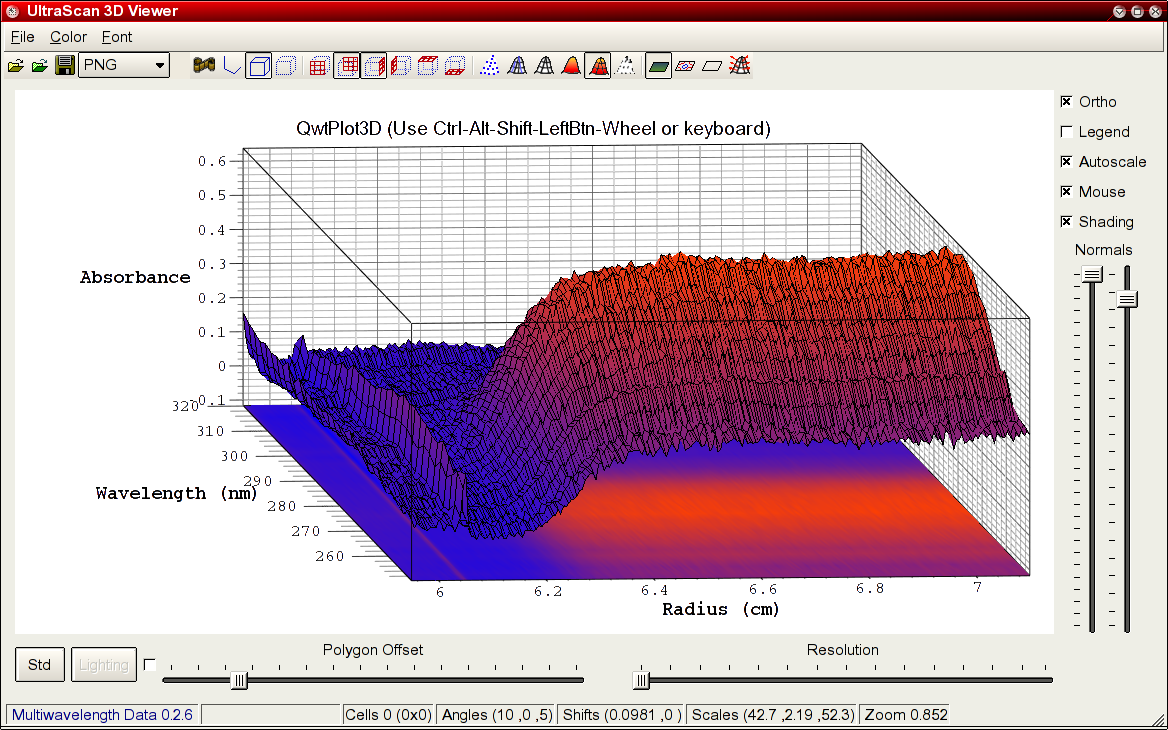 UltraScan 3D Viewer
File Color Font
PNG
QwtPlot3D (Use Ctrl-Alt-Shift-LeftBtn-Wheel or keyboard)
Ortho
Legend
Autoscale
Mouse
Shading
Normals
0.6
0.5
0.4
0.3
Absorbance
0.2
0.1
0
0.1
320
310
300
290
Wavelength (nm)
280
270
260
6 6.2 6.4 6.6 6.8 7
Radius (cm)
Polygon Offset Resolution
Std Lighting
Multiwavelength Data 0.2.6 Cells 0 (0x0) Angles (10 ,0 ,5) Shifts (0.0981 ,0 ) Scales (42.7 ,2.19 ,52.3) Zoom 0.852